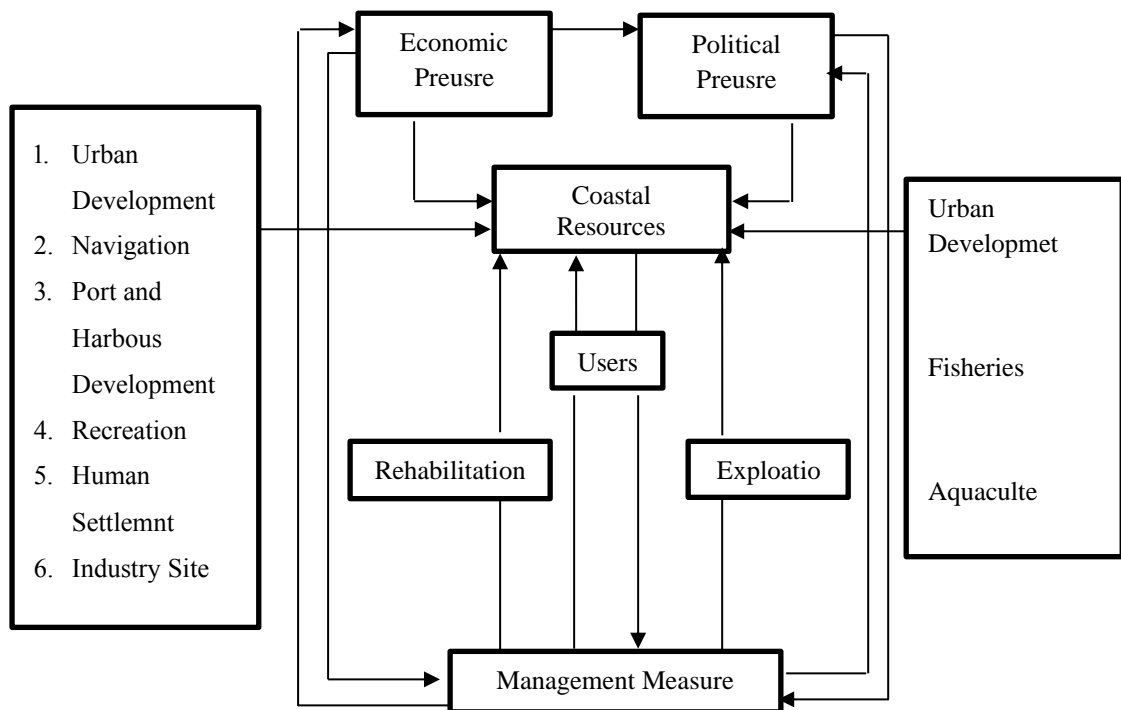 Economic
Preusre
Political
Preusre
1. Urban
Development
2. Navigation
3. Port and
Harbous
Development
4. Recreation
5. Human
Settlemnt
6. Industry Site
Coastal
Resources
Urban
Developmet
Fisheries
Aquaculte
Users
Rehabilitation
Exploatio
Management Measure